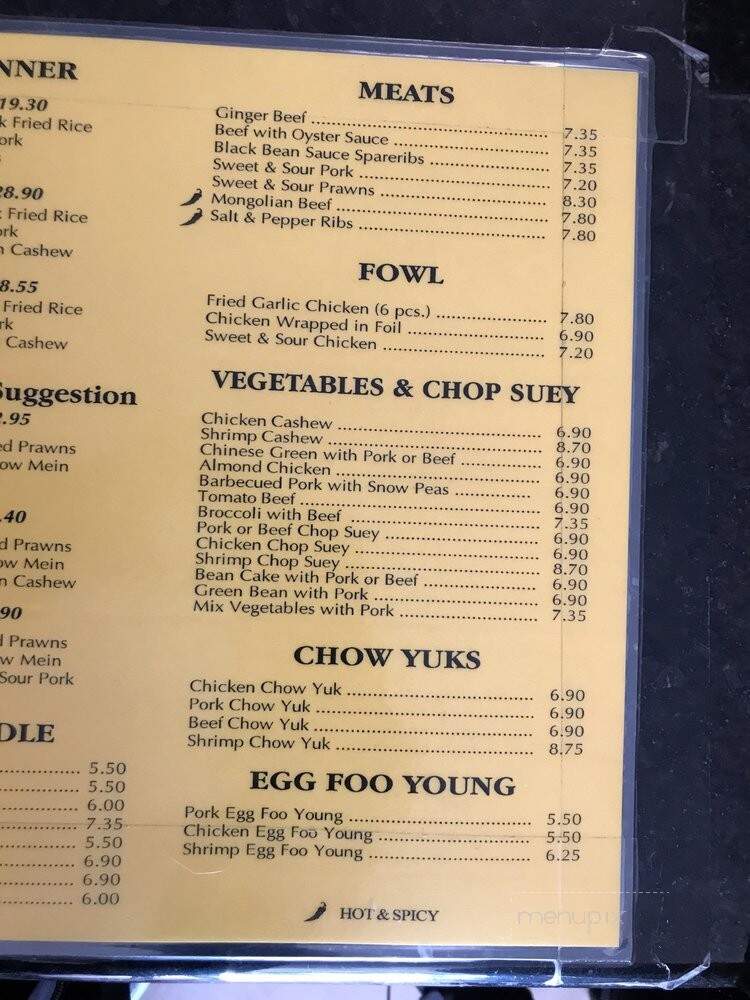 NNER
19.30
k Fried Rice
ork
28.90
k Fried Rice
ork
n Cashew
8.55
Fried Rice
rk
Cashew
Suggestion
2.95
ed Prawns
ow Mein
.40
d Prawns
ow Mein
n Cashew
90
d Prawns
w Mein
Sour Pork
DLE
5.50
5.50
6.00
7.35
5.50
6.90
6.90
6.00
MEATS
Ginger Beef 7.35
Beef with Oyster Sauce 7.35
Black Bean Sauce Spareribs 7.35
Sweet & Sour Pork 7.20
Sweet & Sour Prawns 8.30
Mongolian Beef 7.80
Salt & Pepper Ribs 7.80
FOWL
Fried Garlic Chicken (6 pcs.) 7.80
Chicken Wrapped in Foil 6.90
Sweet & Sour Chicken 7.20
VEGETABLES & CHOP SUEY
Chicken Cashew 6.90
Shrimp Cashew 8.70
Chinese Green with Pork or Beef 6.90
Almond Chicken 6.90
Barbecued Pork with Snow Peas 6.90
Tomato Beef 6.90
Broccoli with Beef 7.35
Pork or Beef Chop Suey 6.90
Chicken Chop Suey 6.90
Shrimp Chop Suey 8.70
Bean Cake with Pork or Beef 6.90
Green Bean with Pork 6.90
Mix Vegetables with Pork 7.35
CHOW YUKS
Chicken Chow Yuk 6.90
Pork Chow Yuk 6.90
Beef Chow Yuk 6.90
Shrimp Chow Yuk 8.75
EGG FOO YOUNG
Pork Egg Foo Young 5.50
Chicken Egg Foo Young 5.50
Shrimp Egg Foo Young 6.25
HOT & SPICY
menupix